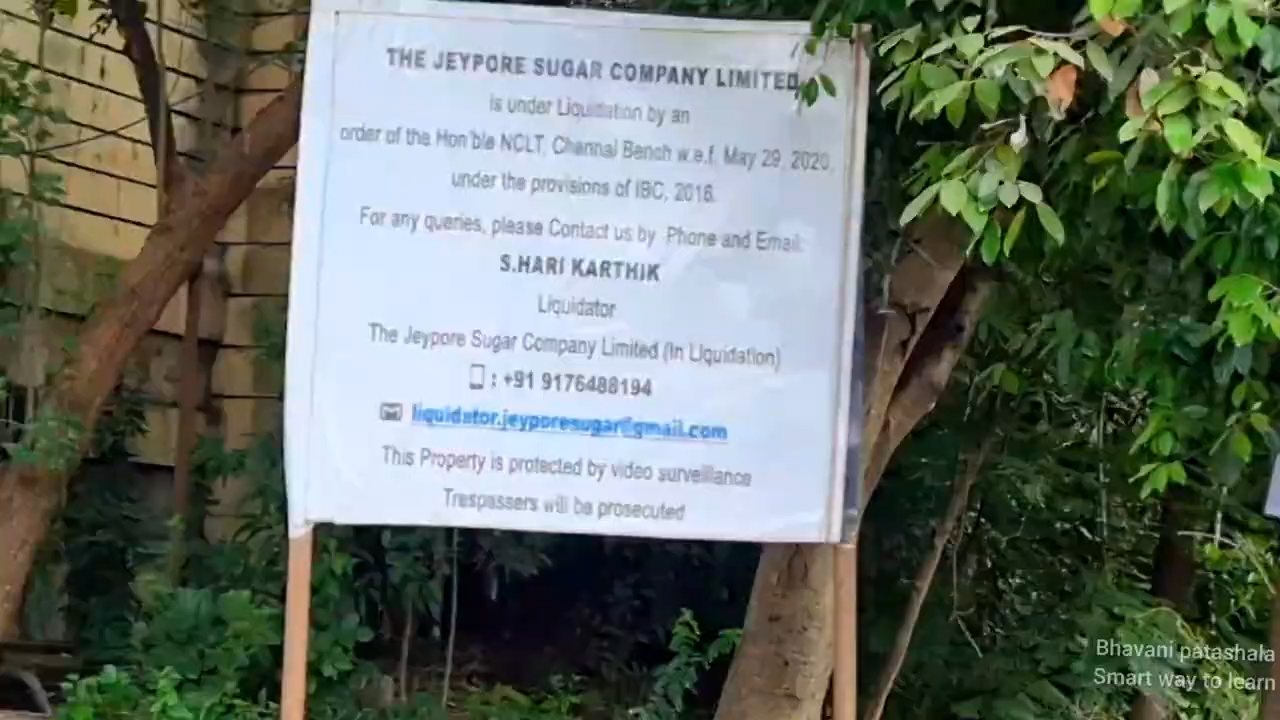 THE JEYPORE SUGAR COMPANY LIMITED
is under Liquidation by an
order of the Hon'ble NCLT, Chennai Bench w.e.f. May 29, 2020,
under the provisions of IBC, 2016.
For any queries, please Contact us by Phone and Email:
S.HARI KARTHIK
Liquidator
The Jeypore Sugar Company Limited (In Liquidation)
: +91 9176488194
liquidator.jeyporesugar@gmail.com
This Property is protected by video surveillance
Trespassers will be prosecuted
Bhavani patashala
Smart way to learn